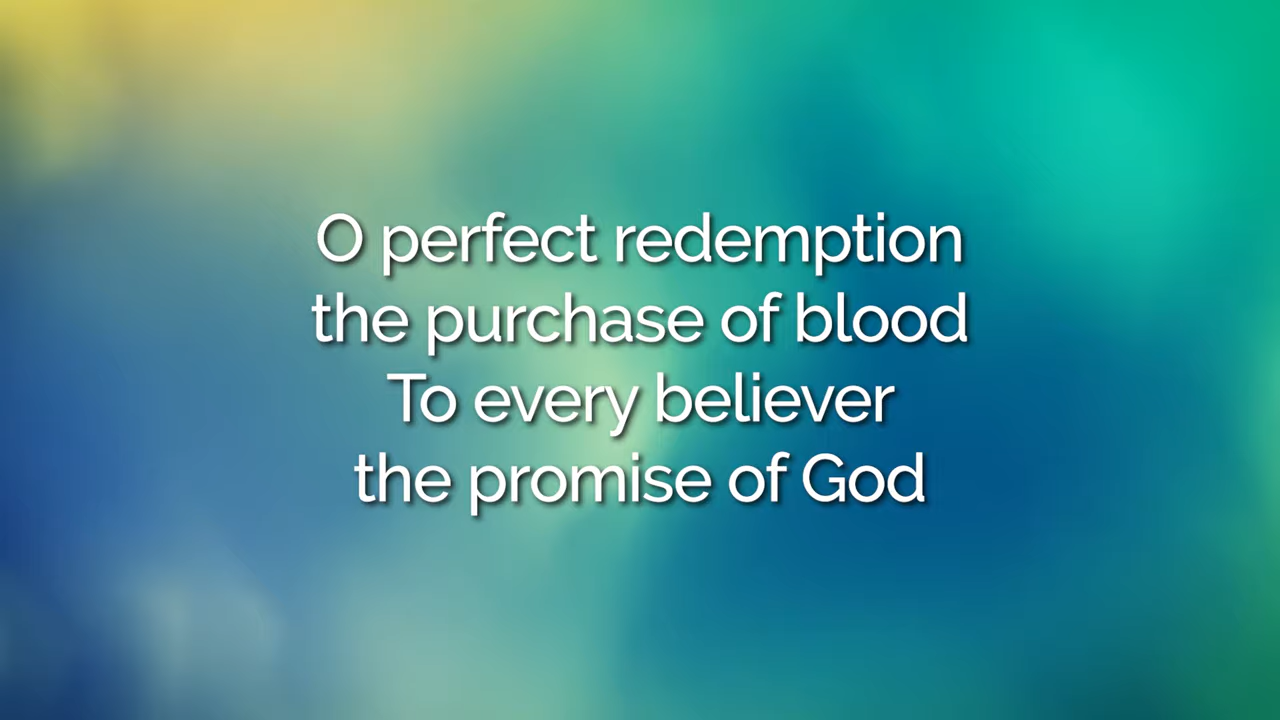 O perfect redemption
the purchase of blood
To every believer
the promise of God